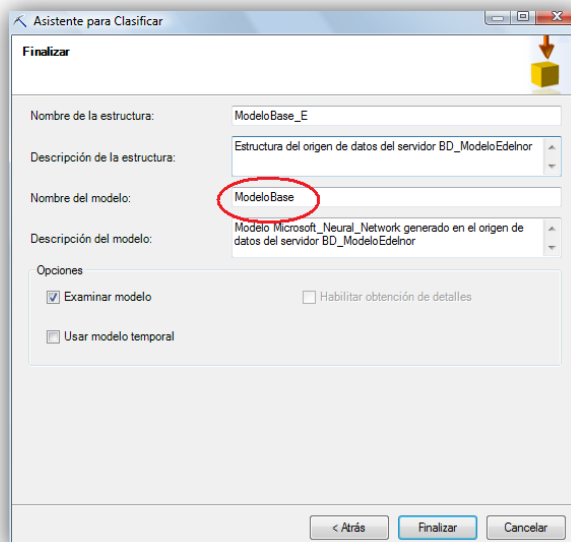 Asistente para Clasificar
Finalizar
Nombre de la estructura:
ModeloBase_E
Descripción de la estructura:
Estructura del origen de datos del servidor BD_ModeloEdelnor
Nombre del modelo:
ModeloBase
Descripción del modelo:
Modelo Microsoft_Neural_Network generado en el origen de
datos del servidor BD_ModeloEdelnor
Opciones
Examinar modelo
Habilitar obtención de detalles
Usar modelo temporal
< Atrás
Finalizar
Cancelar